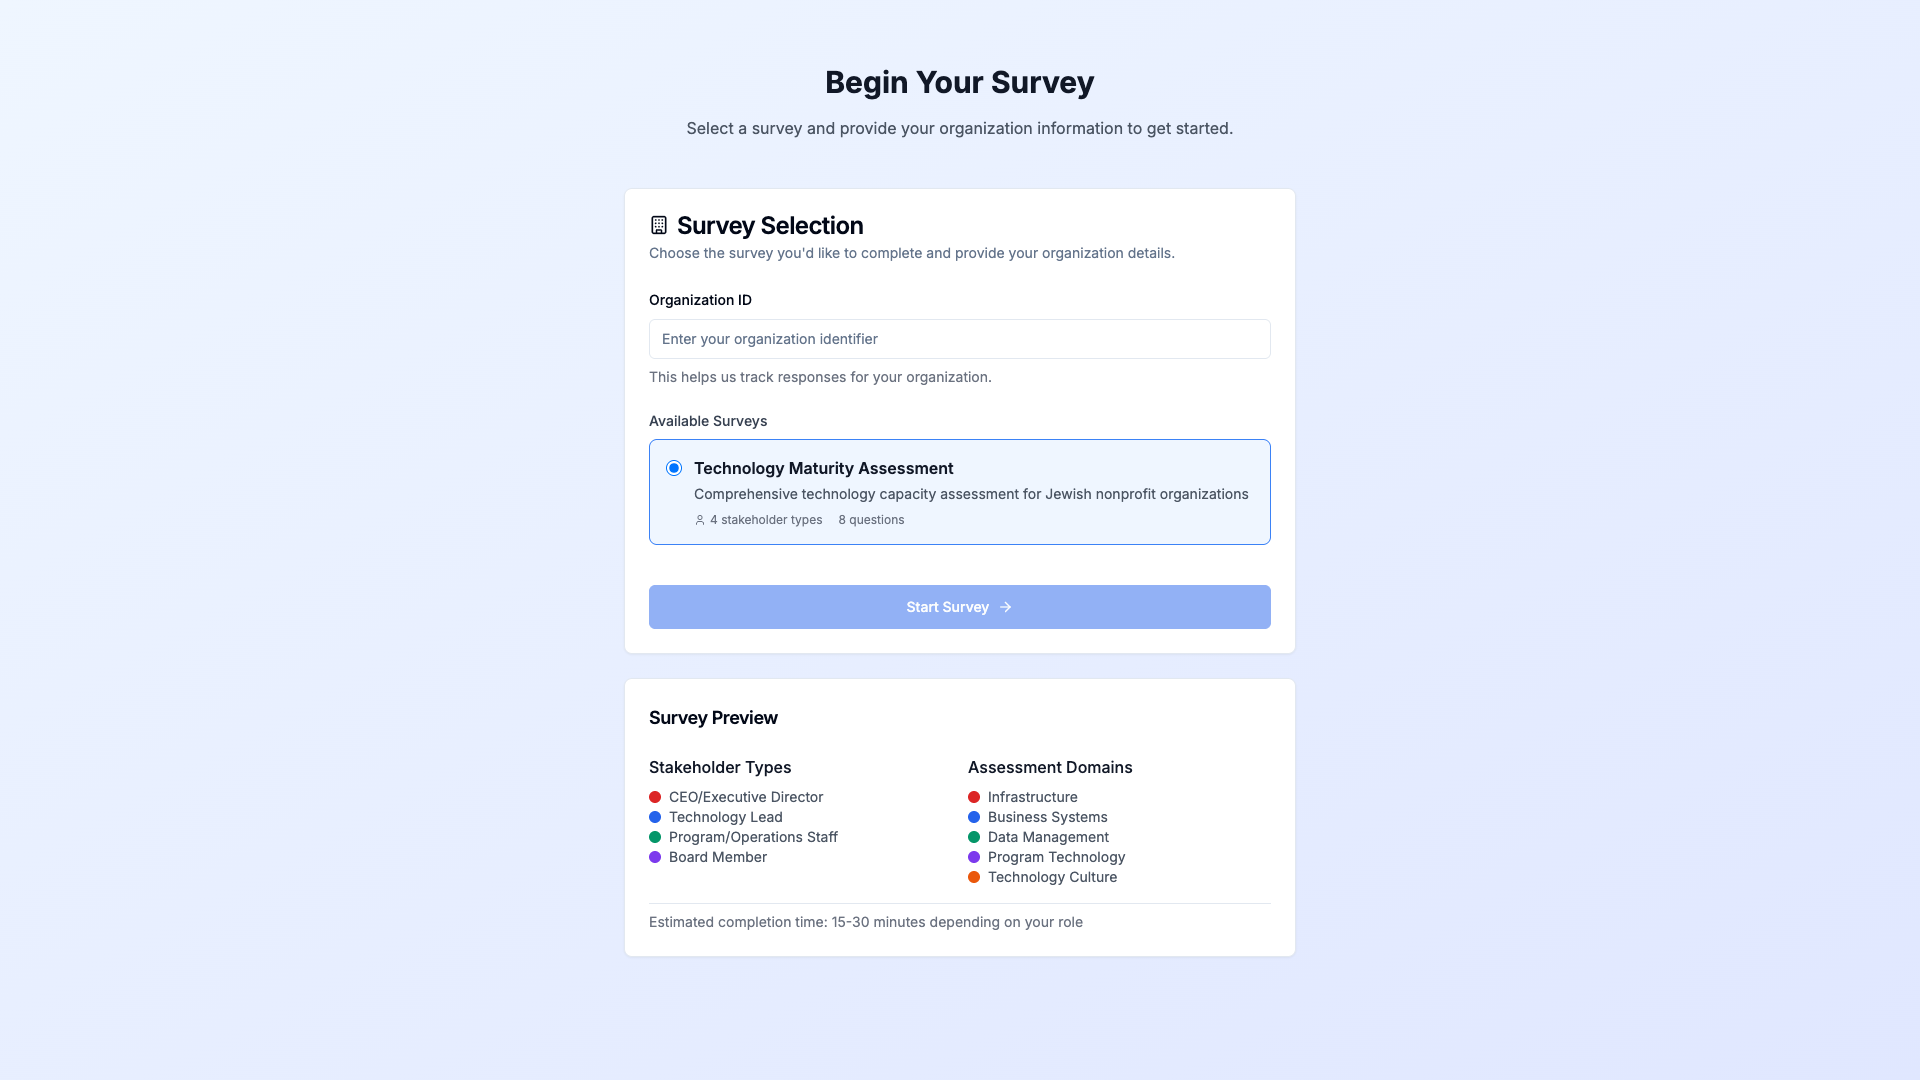 Begin Your Survey
Select a survey and provide your organization information to get started.
Survey Selection
Choose the survey you'd like to complete and provide your organization details.
Organization ID
Enter your organization identifier
This helps us track responses for your organization.
Available Surveys
Technology Maturity Assessment
Comprehensive technology capacity assessment for Jewish nonprofit organizations
4 stakeholder types 8 questions
Start Survey
Survey Preview
Stakeholder Types
CEO/Executive Director
Technology Lead
Program/Operations Staff
Board Member
Assessment Domains
Infrastructure
Business Systems
Data Management
Program Technology
Technology Culture
Estimated completion time: 15-30 minutes depending on your role